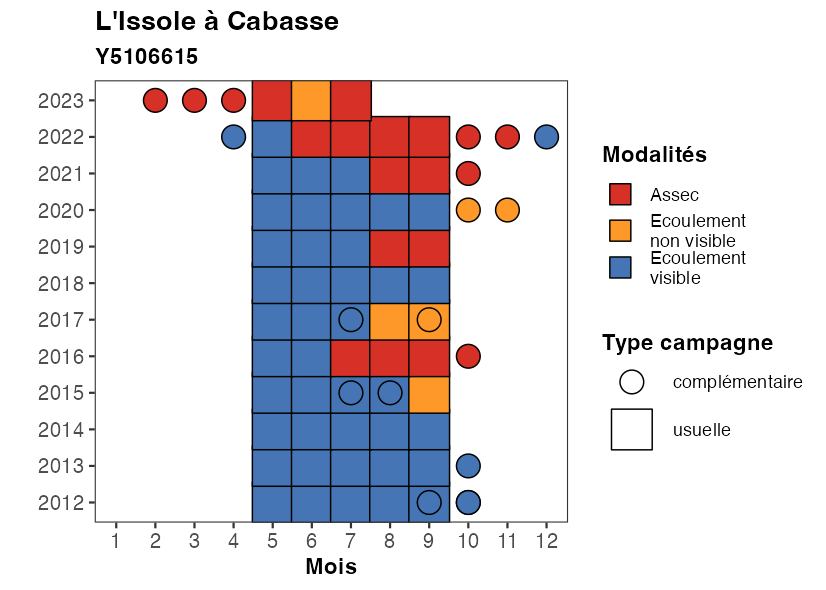 L'Issole à Cabasse
Y5106615
2023
2022
2021
2020
2019
2018
2017
2016
2015
2014
2013
2012
1 2 3 4 5 6 7 8 9 10 11 12
Mois
Modalités
Assec
Ecoulement
non visible
Ecoulement
visible
Type campagne
complémentaire
usuelle